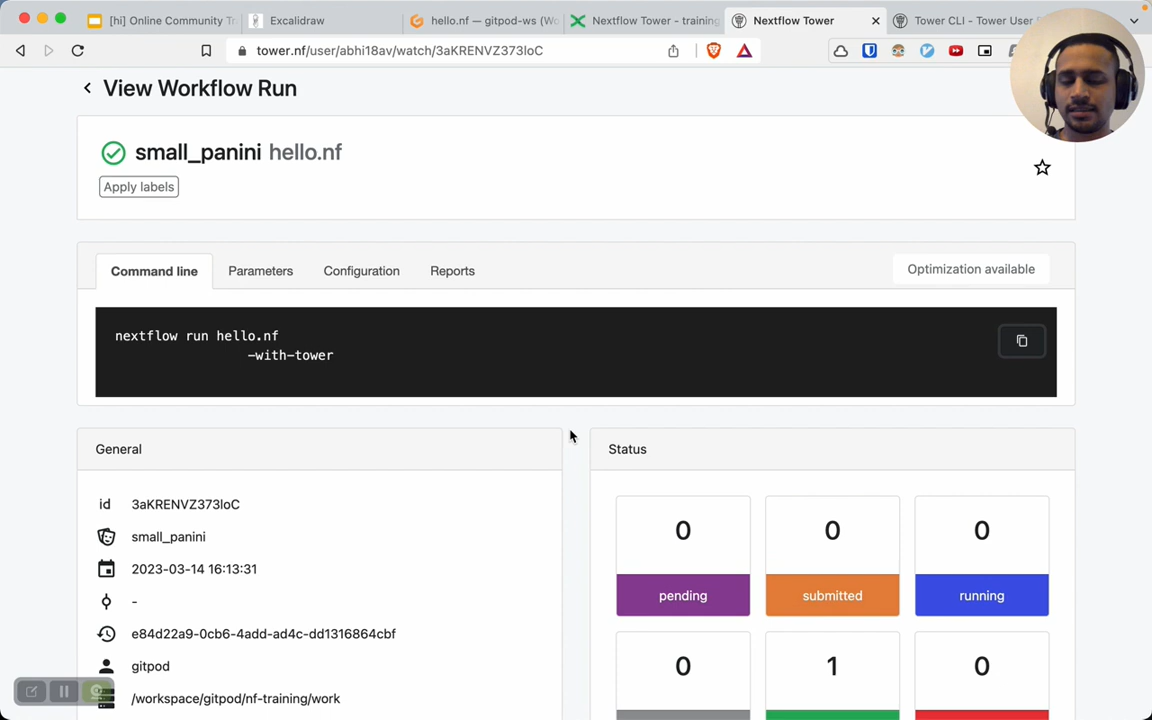 [hi] Online Community Tr
Excalidraw
hello.nf — gitpod-ws (Wo
Nextflow Tower - training
Nextflow Tower
Tower CLI - Tower User
tower.nf/user/abhi18av/watch/3aKRENVZ373loC
View Workflow Run
small_panini hello.nf
Apply labels
Command line
Parameters
Configuration
Reports
Optimization available
nextflow run hello.nf
-with-tower
General
Status
id 3aKRENVZ373loC
small_panini
2023-03-14 16:13:31
-
e84d22a9-0cb6-4add-ad4c-dd1316864cbf
gitpod
/workspace/gitpod/nf-training/work
0
0
0
pending
submitted
running
0
1
0